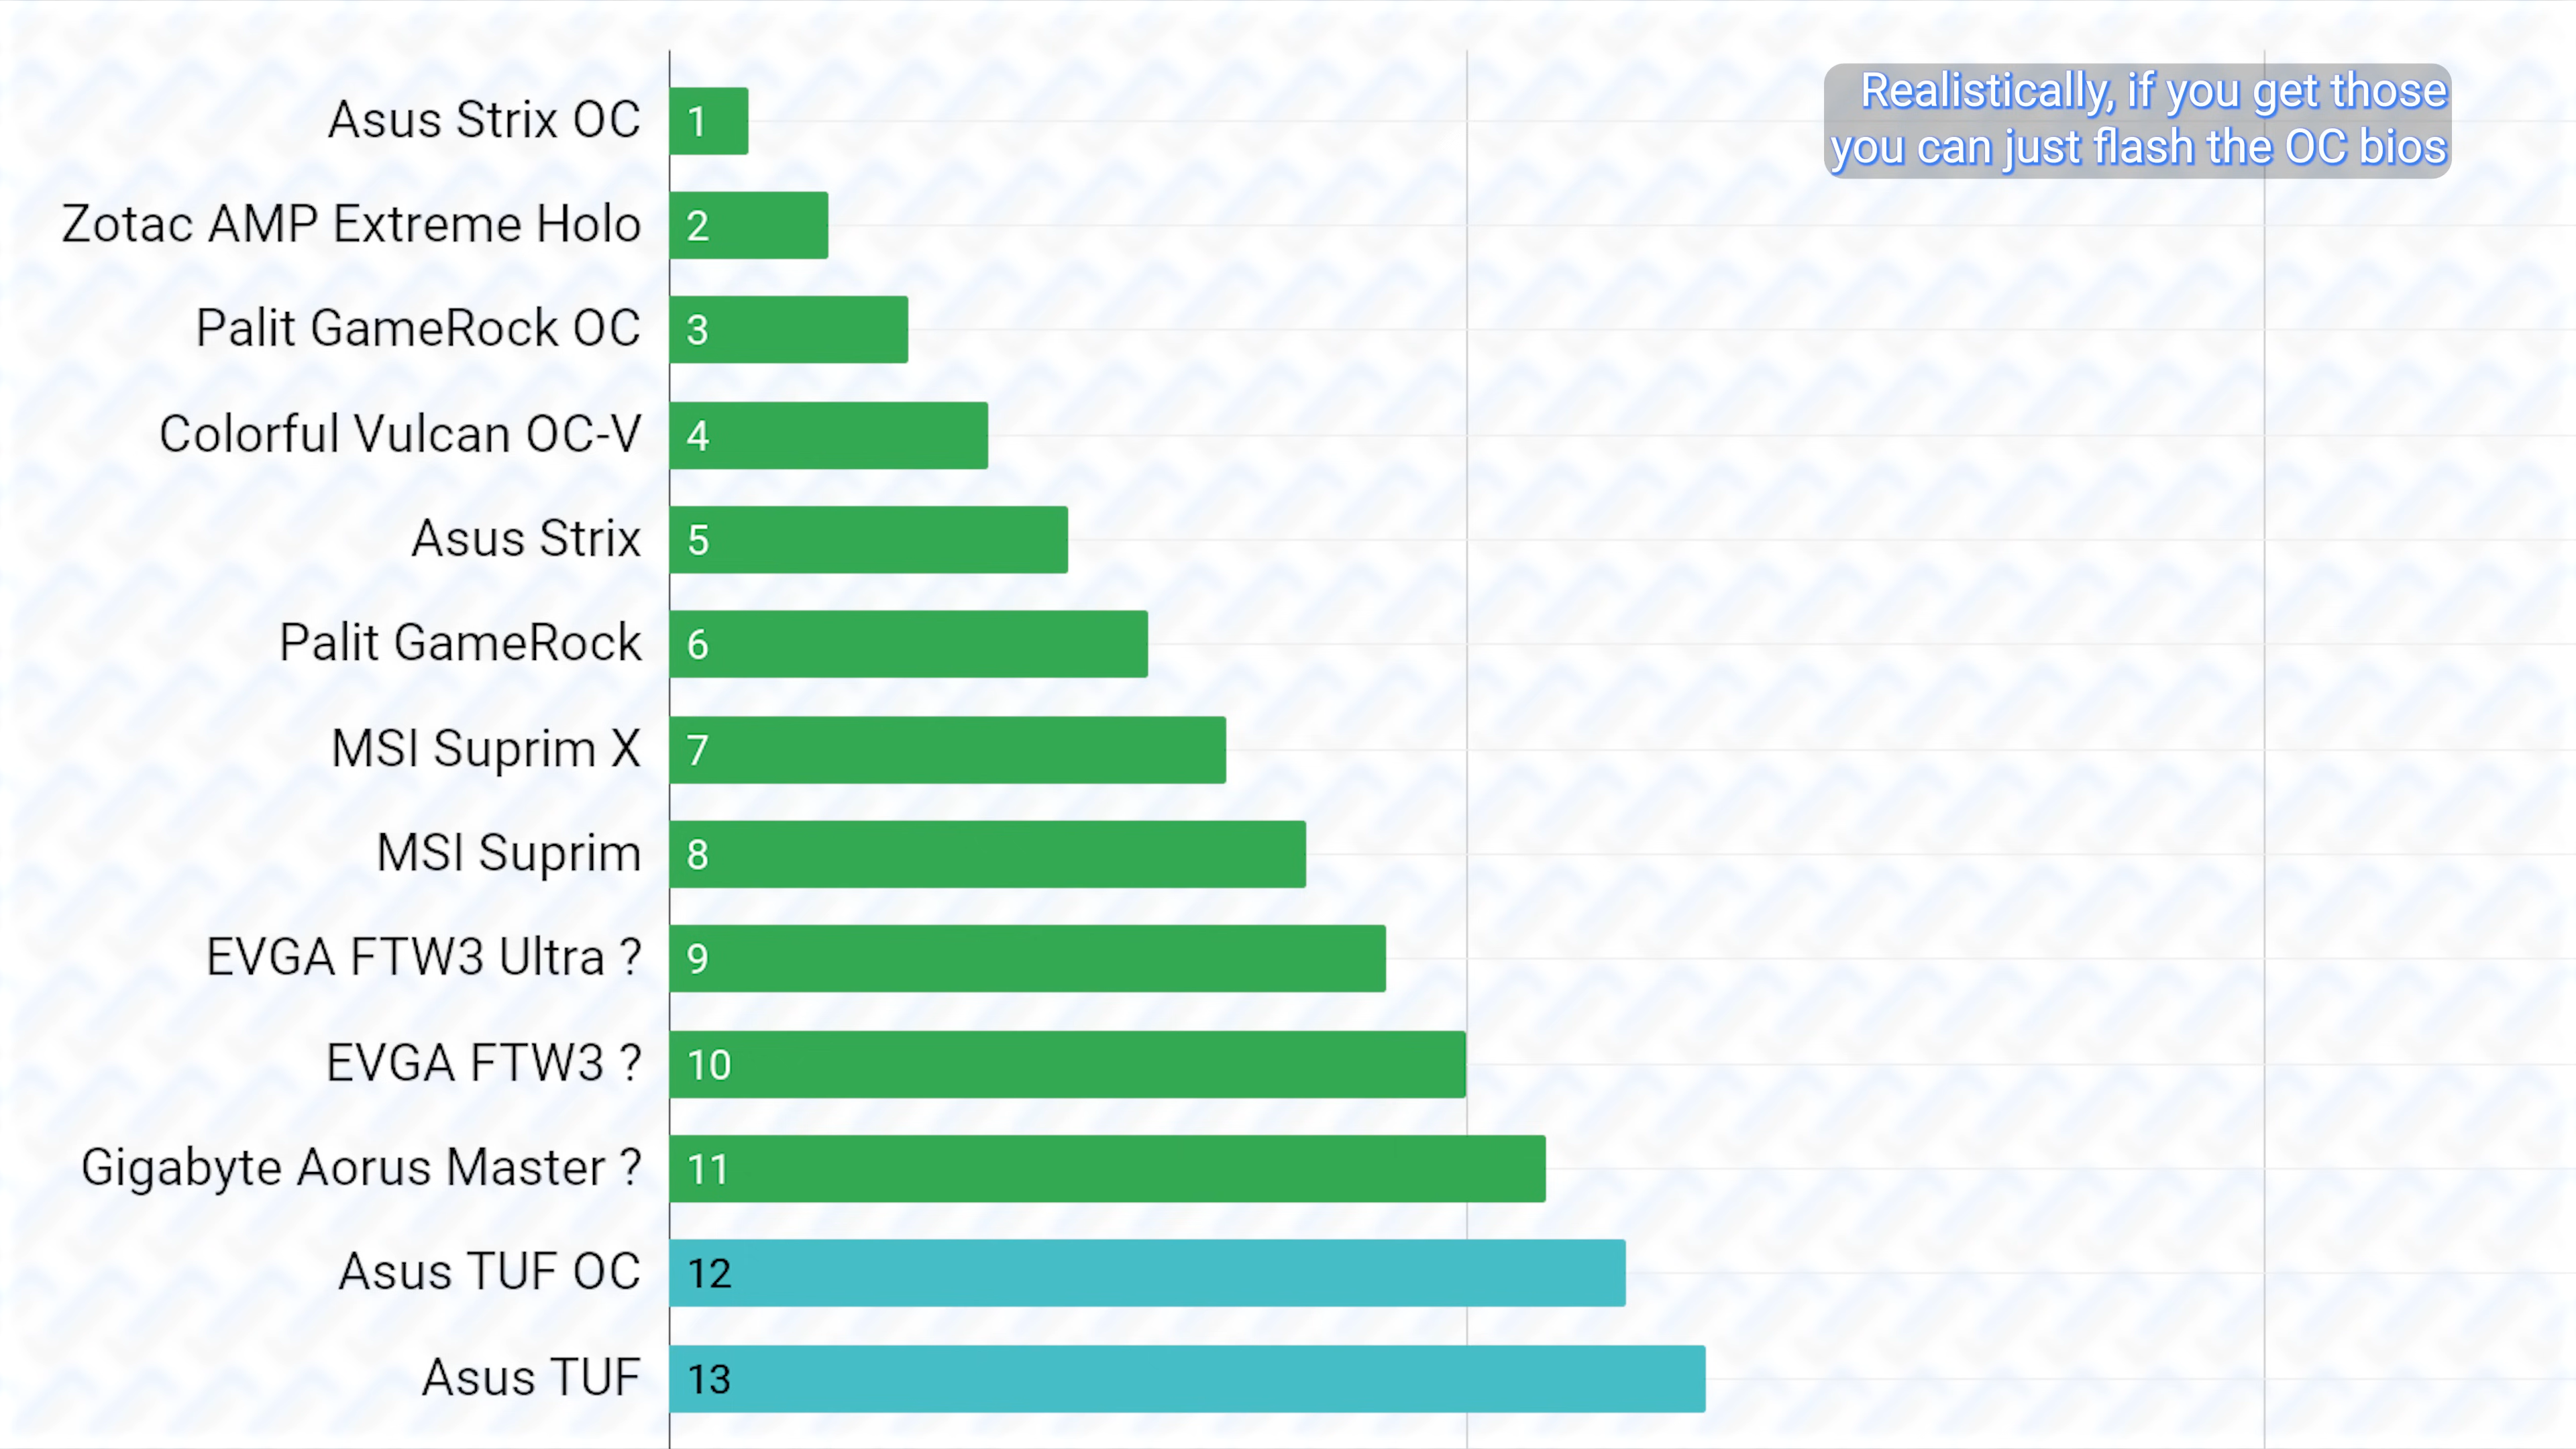 Realistically, if you get those
you can just flash the OC bios
Asus Strix OC 1
Zotac AMP Extreme Holo 2
Palit GameRock OC 3
Colorful Vulcan OC-V 4
Asus Strix 5
Palit GameRock 6
MSI Suprim X 7
MSI Suprim 8
EVGA FTW3 Ultra ? 9
EVGA FTW3 ? 10
Gigabyte Aorus Master ? 11
Asus TUF OC 12
Asus TUF 13